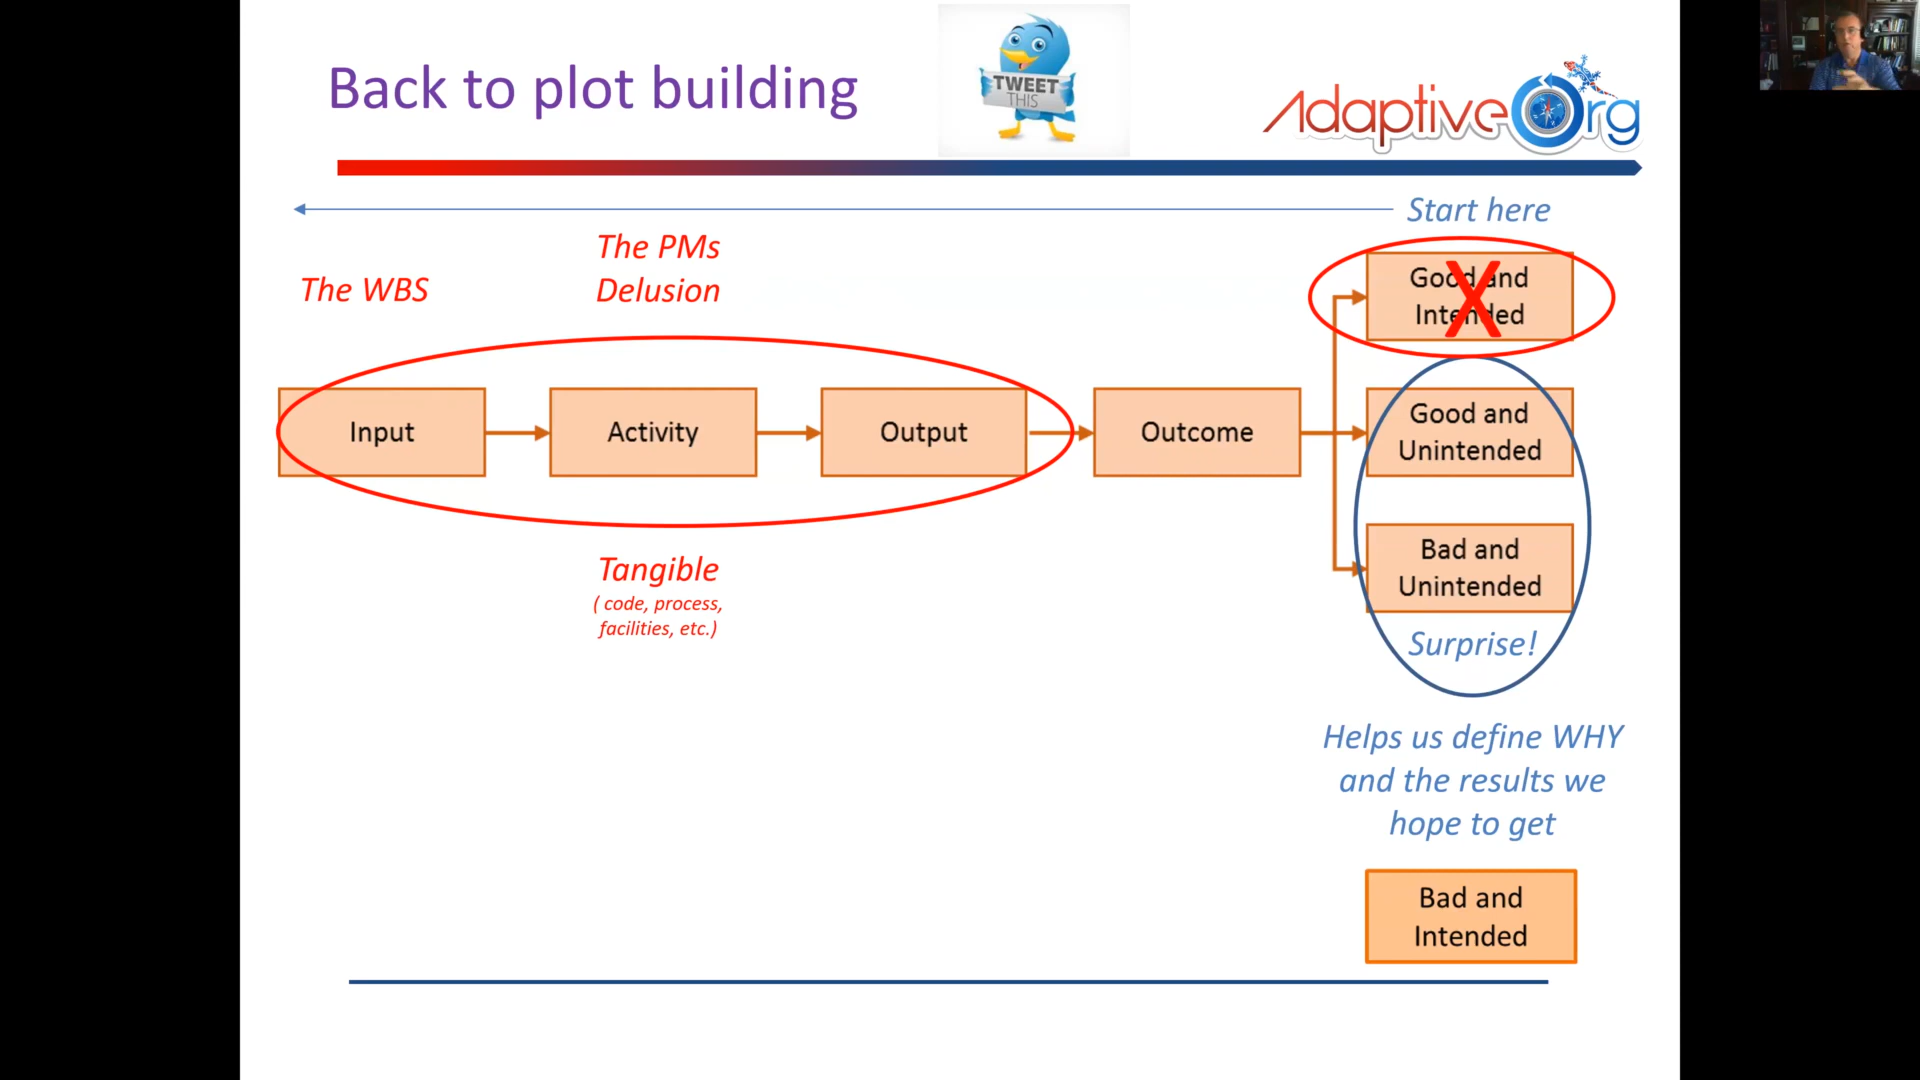 Back to plot building
TWEET
THIS
AdaptiveOrg
Start here
The PMs
Delusion
The WBS
Good and
Intended
X
Input
Activity
Output
Outcome
Good and
Unintended
Bad and
Unintended
Surprise!
Tangible
( code, process,
facilities, etc.)
Helps us define WHY
and the results we
hope to get
Bad and
Intended